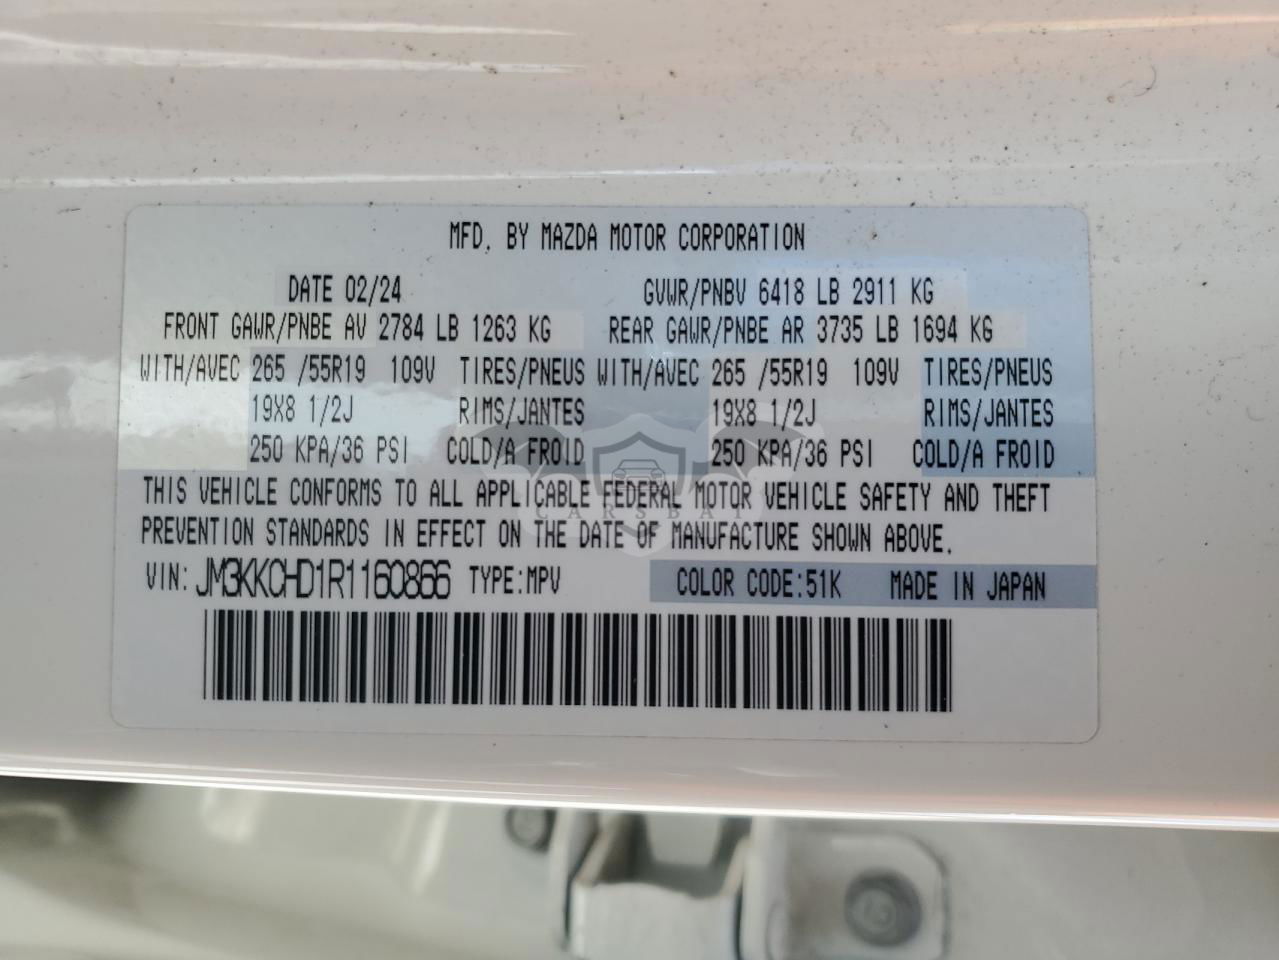 MFD. BY MAZDA MOTOR CORPORATION
DATE 02/24 GVWR/PNBV 6418 LB 2911 KG
FRONT GAWR/PNBE AV 2784 LB 1263 KG REAR GAWR/PNBE AR 3735 LB 1694 KG
WITH/AVEC 265 /55R19 109V TIRES/PNEUS WITH/AVEC 265 /55R19 109V TIRES/PNEUS
19X8 1/2J RIMS/JANTES 19X8 1/2J RIMS/JANTES
250 KPA/36 PSI COLD/A FROID 250 KPA/36 PSI COLD/A FROID
THIS VEHICLE CONFORMS TO ALL APPLICABLE FEDERAL MOTOR VEHICLE SAFETY AND THEFT
CARSBAT
PREVENTION STANDARDS IN EFFECT ON THE DATE OF MANUFACTURE SHOWN ABOVE.
VIN: JM3KKCHD1R1160866 TYPE:MPV COLOR CODE:51K MADE IN JAPAN